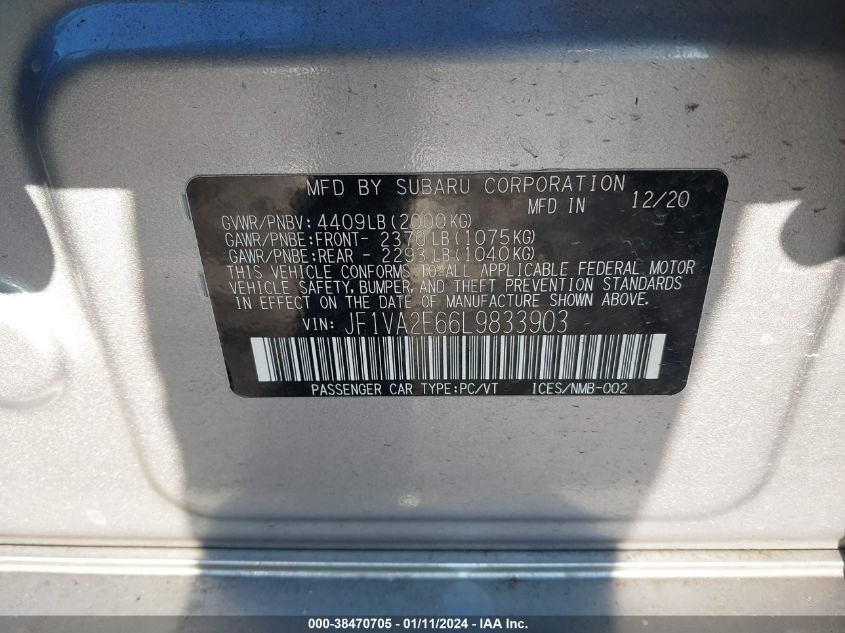 MFD BY SUBARU CORPORATION
MFD IN 12/20
GVWR/PNBV: 4409LB(2000KG)
GAWR/PNBE:FRONT- 2370LB(1075KG)
GAWR/PNBE:REAR - 2293LB(1040KG)
THIS VEHICLE CONFORMS TO ALL APPLICABLE FEDERAL MOTOR
VEHICLE SAFETY, BUMPER, AND THEFT PREVENTION STANDARDS
IN EFFECT ON THE DATE OF MANUFACTURE SHOWN ABOVE.
VIN: JF1VA2E66L9833903
PASSENGER CAR TYPE:PC/VT ICES/NMB-002
000-38470705 - 01/11/2024 - IAAI.COM